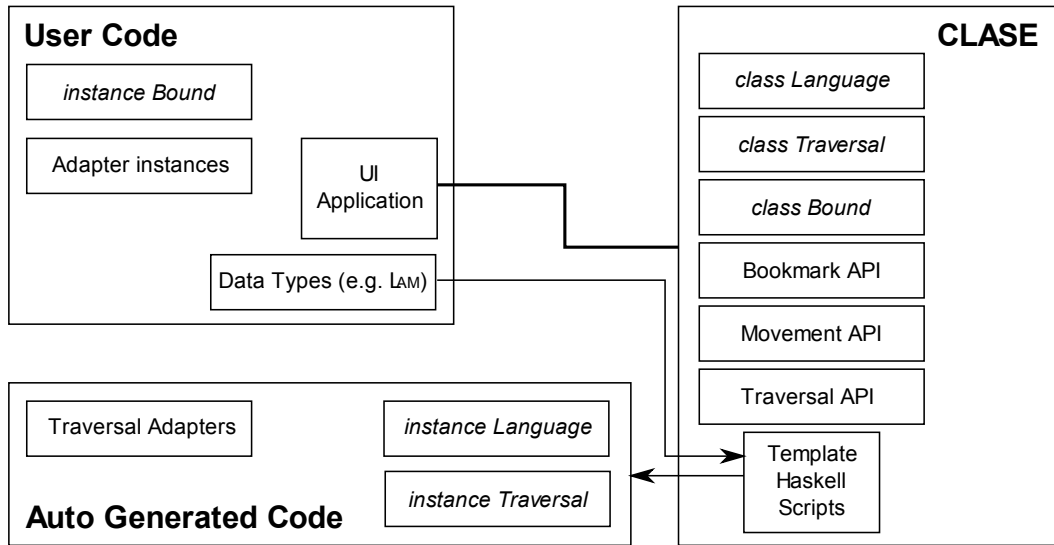 User Code
instance Bound
Adapter instances
UI
Application
Data Types (e.g. LAM)
CLASE
class Language
class Traversal
class Bound
Bookmark API
Movement API
Traversal API
Template
Haskell
Scripts
Traversal Adapters
instance Language
instance Traversal
Auto Generated Code